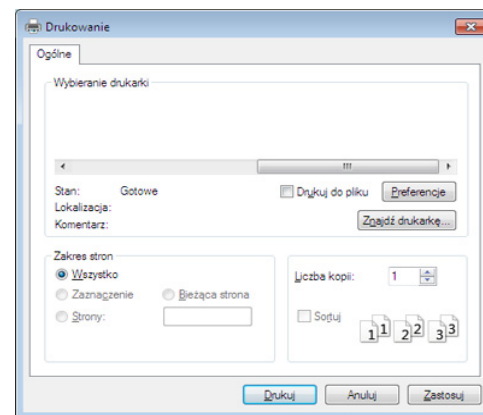 Drukowanie
Ogólne
Wybieranie drukarki
Stan: Gotowe
Drukuj do pliku
Preferencje
Lokalizacja:
Komentarz:
Znajdź drukarkę...
Zakres stron
Wszystko
Zaznaczenie
Bieżąca strona
Strony:
Liczba kopii: 1
Sortuj
1 1 2 2 3 3
Drukuj
Anuluj
Zastosuj